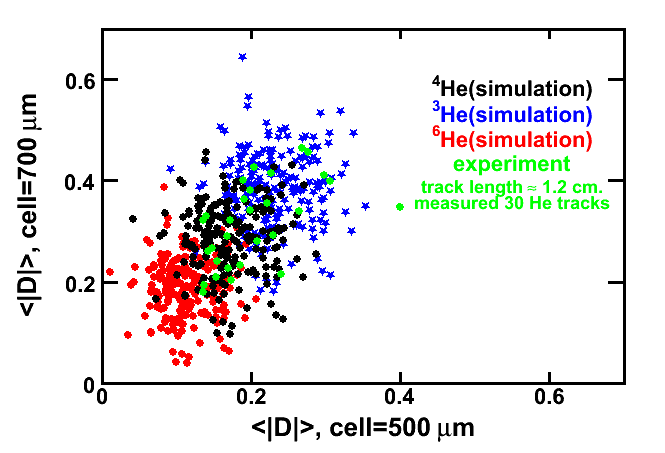 0.6
0.4
0.2
0
0
0.2
0.4
0.6
<|D|>, cell=700 μm
<|D|>, cell=500 μm
⁴He(simulation)
³He(simulation)
⁶He(simulation)
experiment
track length ≈ 1.2 cm.
measured 30 He tracks